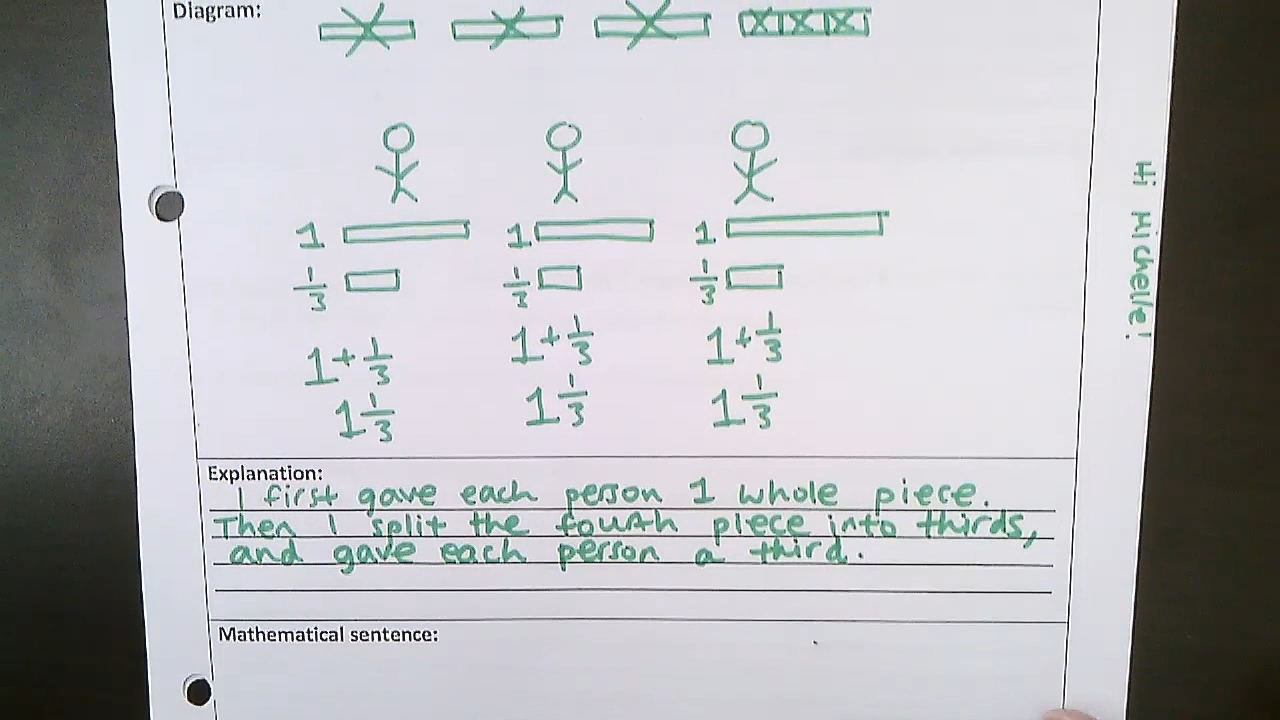 Diagram:
1 1 1
1/3 1/3 1/3
1+1/3 1+1/3 1+1/3
1 1/3 1 1/3 1 1/3
Explanation:
I first gave each person 1 whole piece.
Then I split the fourth piece into thirds,
and gave each person a third.
Mathematical sentence:
Hi Michelle!